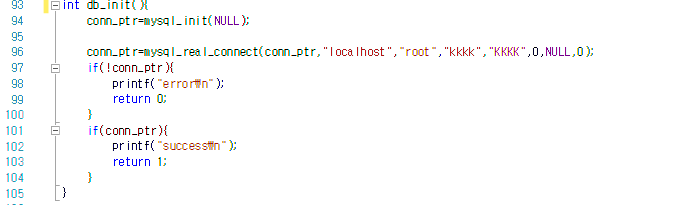 93 int db_init(){
94 conn_ptr=mysql_init(NULL);
95
96 conn_ptr=mysql_real_connect(conn_ptr,"localhost","root","kkkk","KKKK",0,NULL,0);
97 if(!conn_ptr){
98 printf("error₩n");
99 return 0;
100 }
101 if(conn_ptr){
102 printf("success₩n");
103 return 1;
104 }
105 }